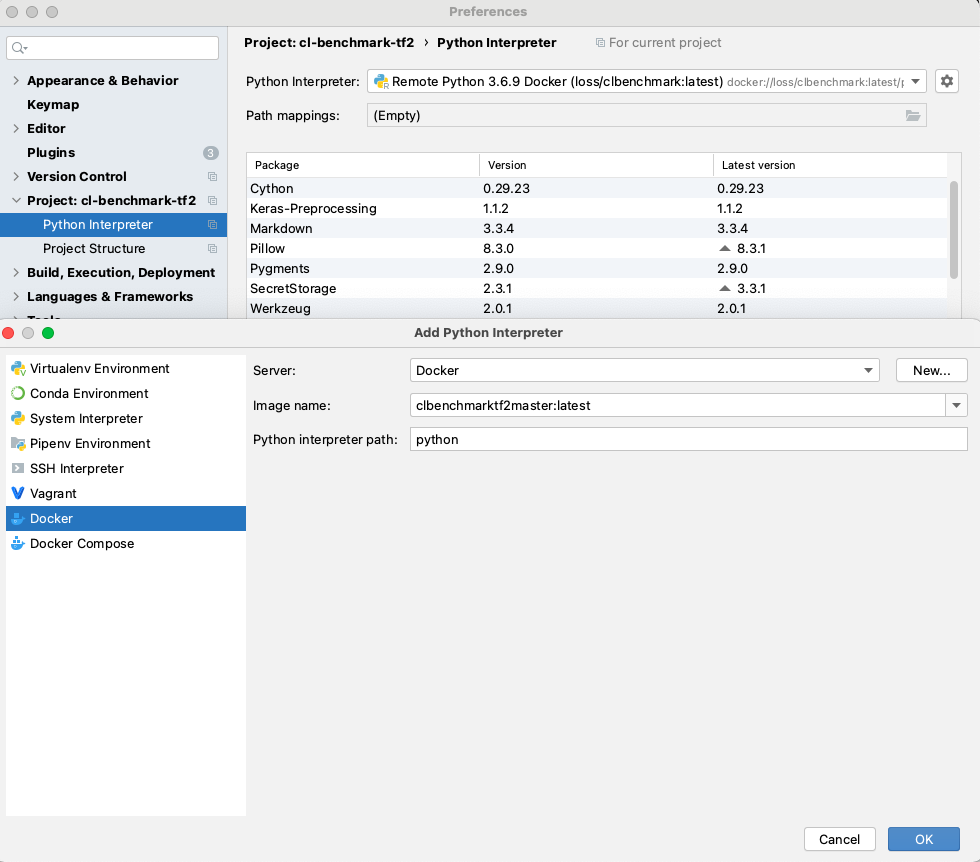 Preferences
Project: cl-benchmark-tf2 › Python Interpreter For current project
Appearance & Behavior
Keymap
Editor
Plugins 3
Version Control
Project: cl-benchmark-tf2
Python Interpreter
Project Structure
Build, Execution, Deployment
Languages & Frameworks
Python Interpreter: Remote Python 3.6.9 Docker (loss/clbenchmark:latest) docker://loss/clbenchmark:latest/
Path mappings: (Empty)
Package Version Latest version
Cython 0.29.23 0.29.23
Keras-Preprocessing 1.1.2 1.1.2
Markdown 3.3.4 3.3.4
Pillow 8.3.0 8.3.1
Pygments 2.9.0 2.9.0
SecretStorage 2.3.1 3.3.1
Werkzeug 2.0.1 2.0.1
Add Python Interpreter
Virtualenv Environment
Conda Environment
System Interpreter
Pipenv Environment
SSH Interpreter
Vagrant
Docker
Docker Compose
Server: Docker New...
Image name: clbenchmarktf2master:latest
Python interpreter path: python
Cancel OK